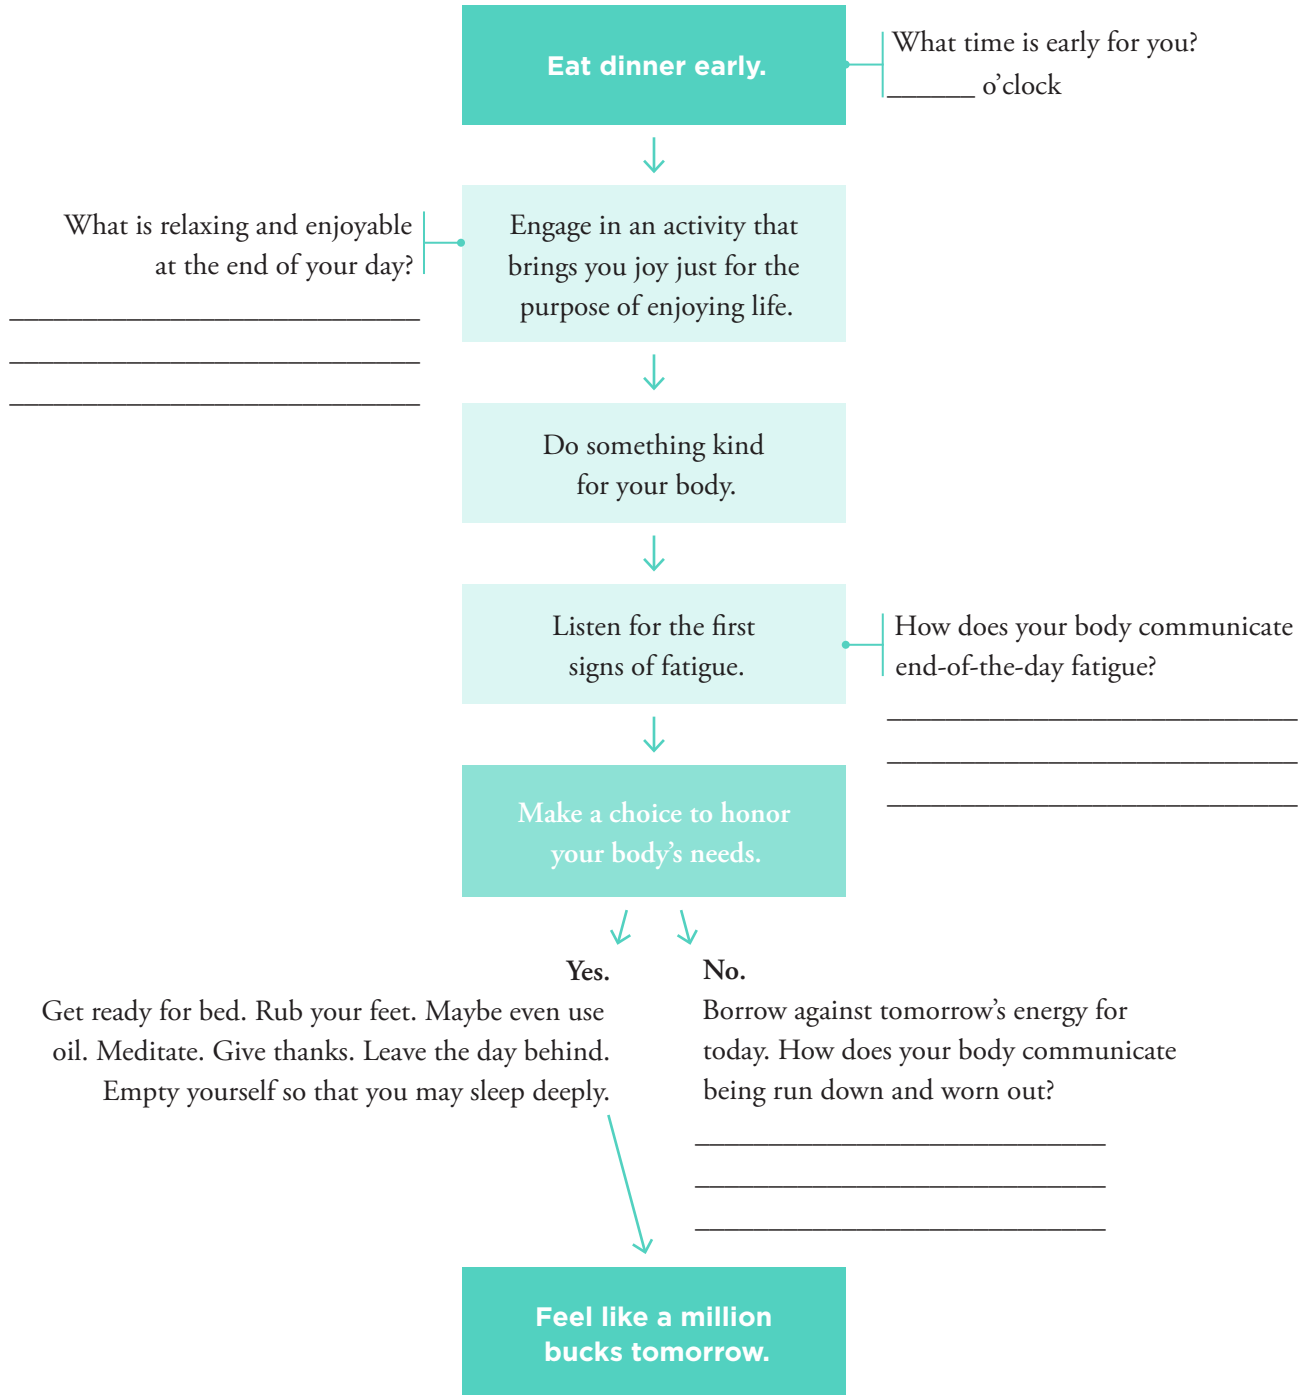 Eat dinner early.
What time is early for you?
______ o’clock
What is relaxing and enjoyable
at the end of your day?
Engage in an activity that
brings you joy just for the
purpose of enjoying life.
Do something kind
for your body.
Listen for the first
signs of fatigue.
How does your body communicate
end-of-the-day fatigue?
Make a choice to honor
your body’s needs.
Yes.
Get ready for bed. Rub your feet. Maybe even use
oil. Meditate. Give thanks. Leave the day behind.
Empty yourself so that you may sleep deeply.
No.
Borrow against tomorrow’s energy for
today. How does your body communicate
being run down and worn out?
Feel like a million
bucks tomorrow.